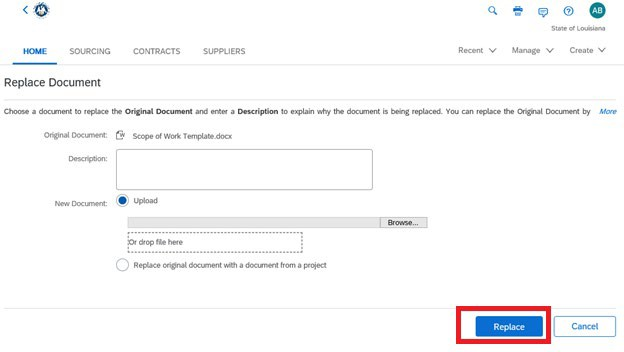 AB
State of Louisiana
HOME SOURCING CONTRACTS SUPPLIERS Recent Manage Create
Replace Document
Choose a document to replace the Original Document and enter a Description to explain why the document is being replaced. You can replace the Original Document by More
Original Document: Scope of Work Template.docx
Description:
New Document: Upload
Browse...
Or drop file here
Replace original document with a document from a project
Replace Cancel